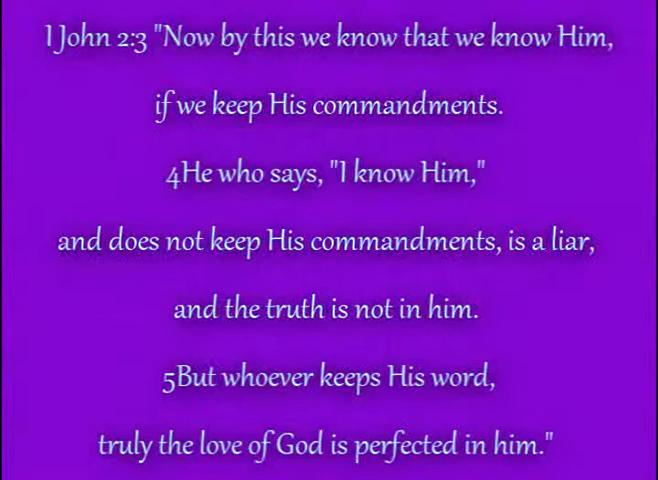 1 John 2:3 "Now by this we know that we know Him,
if we keep His commandments.
4He who says, "I know Him,"
and does not keep His commandments, is a liar,
and the truth is not in him.
5But whoever keeps His word,
truly the love of God is perfected in him."